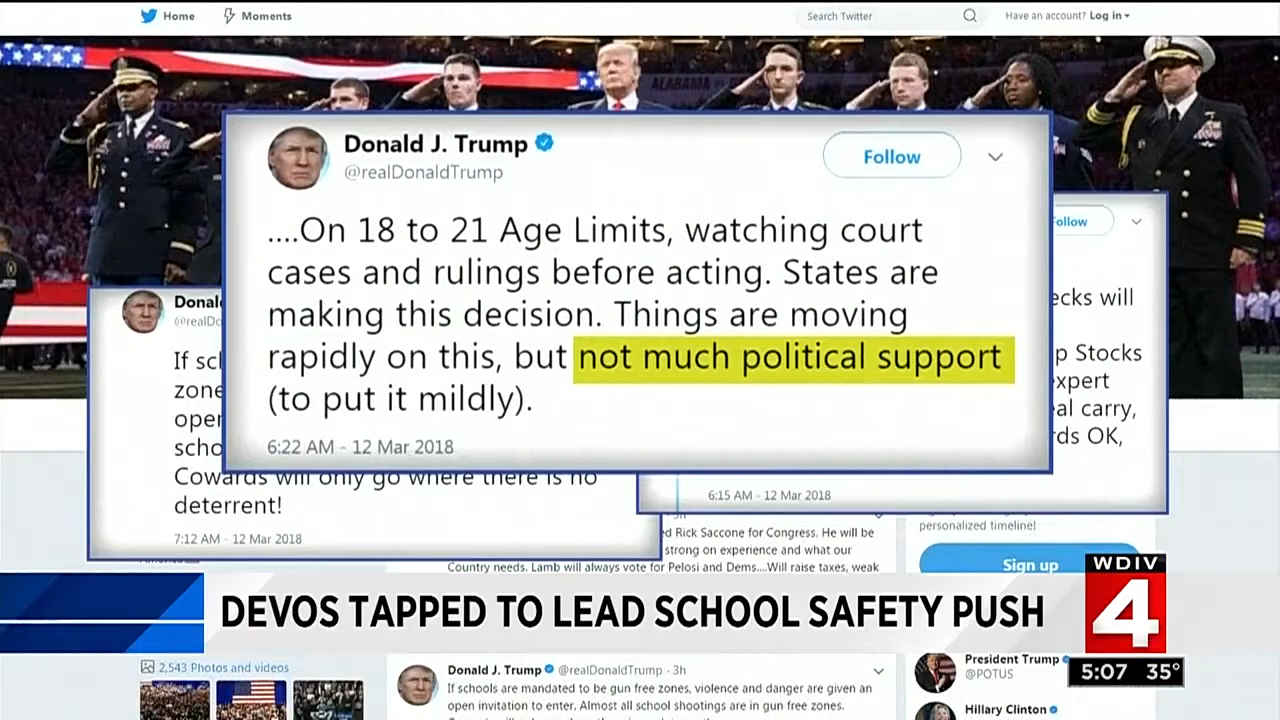 Home
Moments
Search Twitter
Have an account? Log in
ALABAMA
Donald J. Trump
@realDonaldTrump
Follow
....On 18 to 21 Age Limits, watching court
cases and rulings before acting. States are
making this decision. Things are moving
rapidly on this, but not much political support
(to put it mildly).
6:22 AM - 12 Mar 2018
Donal
@realDo
If sch
zone
oper
scho
Cowards will only go where there is no
deterrent!
7:12 AM - 12 Mar 2018
ollow
ecks will
p Stocks
expert
al carry,
rds OK,
6:15 AM - 12 Mar 2018
ed Rick Saccone for Congress. He will be
strong on experience and what our
Country needs. Lamb will always vote for Pelosi and Dems....Will raise taxes, weak
personalized timeline!
Sign up
DEVOS TAPPED TO LEAD SCHOOL SAFETY PUSH
WDIV
4
5:07 35°
2,543 Photos and videos
Donald J. Trump @realDonaldTrump · 3h
If schools are mandated to be gun free zones, violence and danger are given an
open invitation to enter. Almost all school shootings are in gun free zones.
President Trump
@POTUS
Hillary Clinton